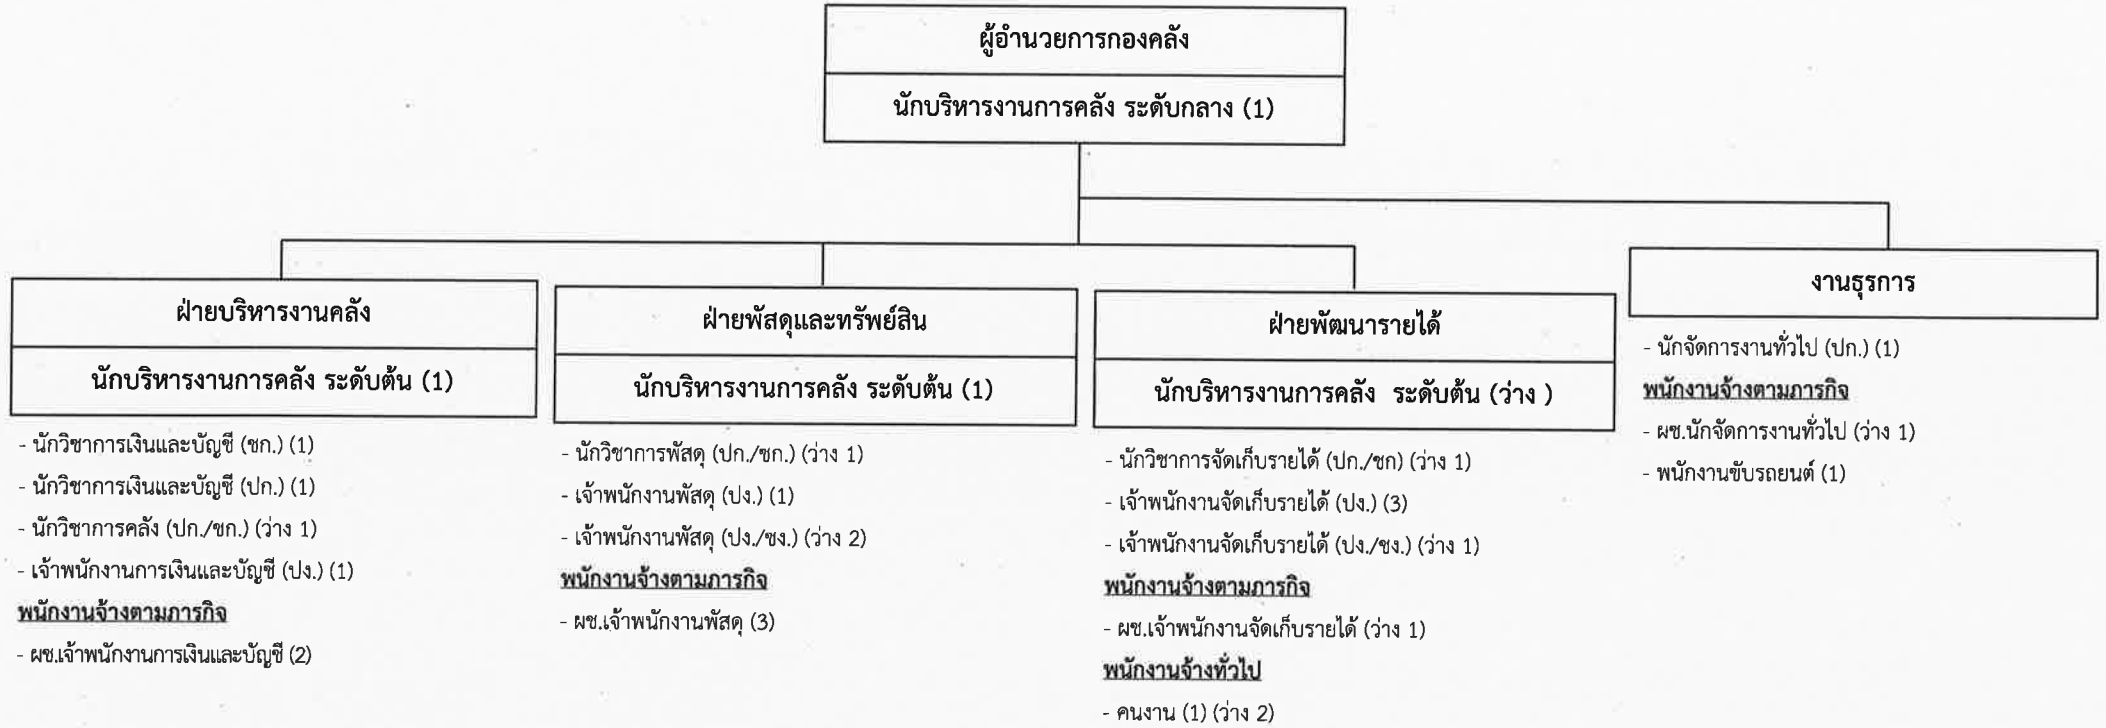 ผู้อำนวยการกองคลัง
นักบริหารงานการคลัง ระดับกลาง (1)
ฝ่ายบริหารงานคลัง
นักบริหารงานการคลัง ระดับต้น (1)
- นักวิชาการเงินและบัญชี (ชก.) (1)
- นักวิชาการเงินและบัญชี (ปก.) (1)
- นักวิชาการคลัง (ปก./ชก.) (ว่าง 1)
- เจ้าพนักงานการเงินและบัญชี (ปง.) (1)
พนักงานจ้างตามภารกิจ
- ผช.เจ้าพนักงานการเงินและบัญชี (2)
ฝ่ายพัสดุและทรัพย์สิน
นักบริหารงานการคลัง ระดับต้น (1)
- นักวิชาการพัสดุ (ปก./ชก.) (ว่าง 1)
- เจ้าพนักงานพัสดุ (ปง.) (1)
- เจ้าพนักงานพัสดุ (ปง./ชง.) (ว่าง 2)
พนักงานจ้างตามภารกิจ
- ผช.เจ้าพนักงานพัสดุ (3)
ฝ่ายพัฒนารายได้
นักบริหารงานการคลัง ระดับต้น (ว่าง )
- นักวิชาการจัดเก็บรายได้ (ปก./ชก) (ว่าง 1)
- เจ้าพนักงานจัดเก็บรายได้ (ปง.) (3)
- เจ้าพนักงานจัดเก็บรายได้ (ปง./ชง.) (ว่าง 1)
พนักงานจ้างตามภารกิจ
- ผช.เจ้าพนักงานจัดเก็บรายได้ (ว่าง 1)
พนักงานจ้างทั่วไป
- คนงาน (1) (ว่าง 2)
งานธุรการ
- นักจัดการงานทั่วไป (ปก.) (1)
พนักงานจ้างตามภารกิจ
- ผช.นักจัดการงานทั่วไป (ว่าง 1)
- พนักงานขับรถยนต์ (1)